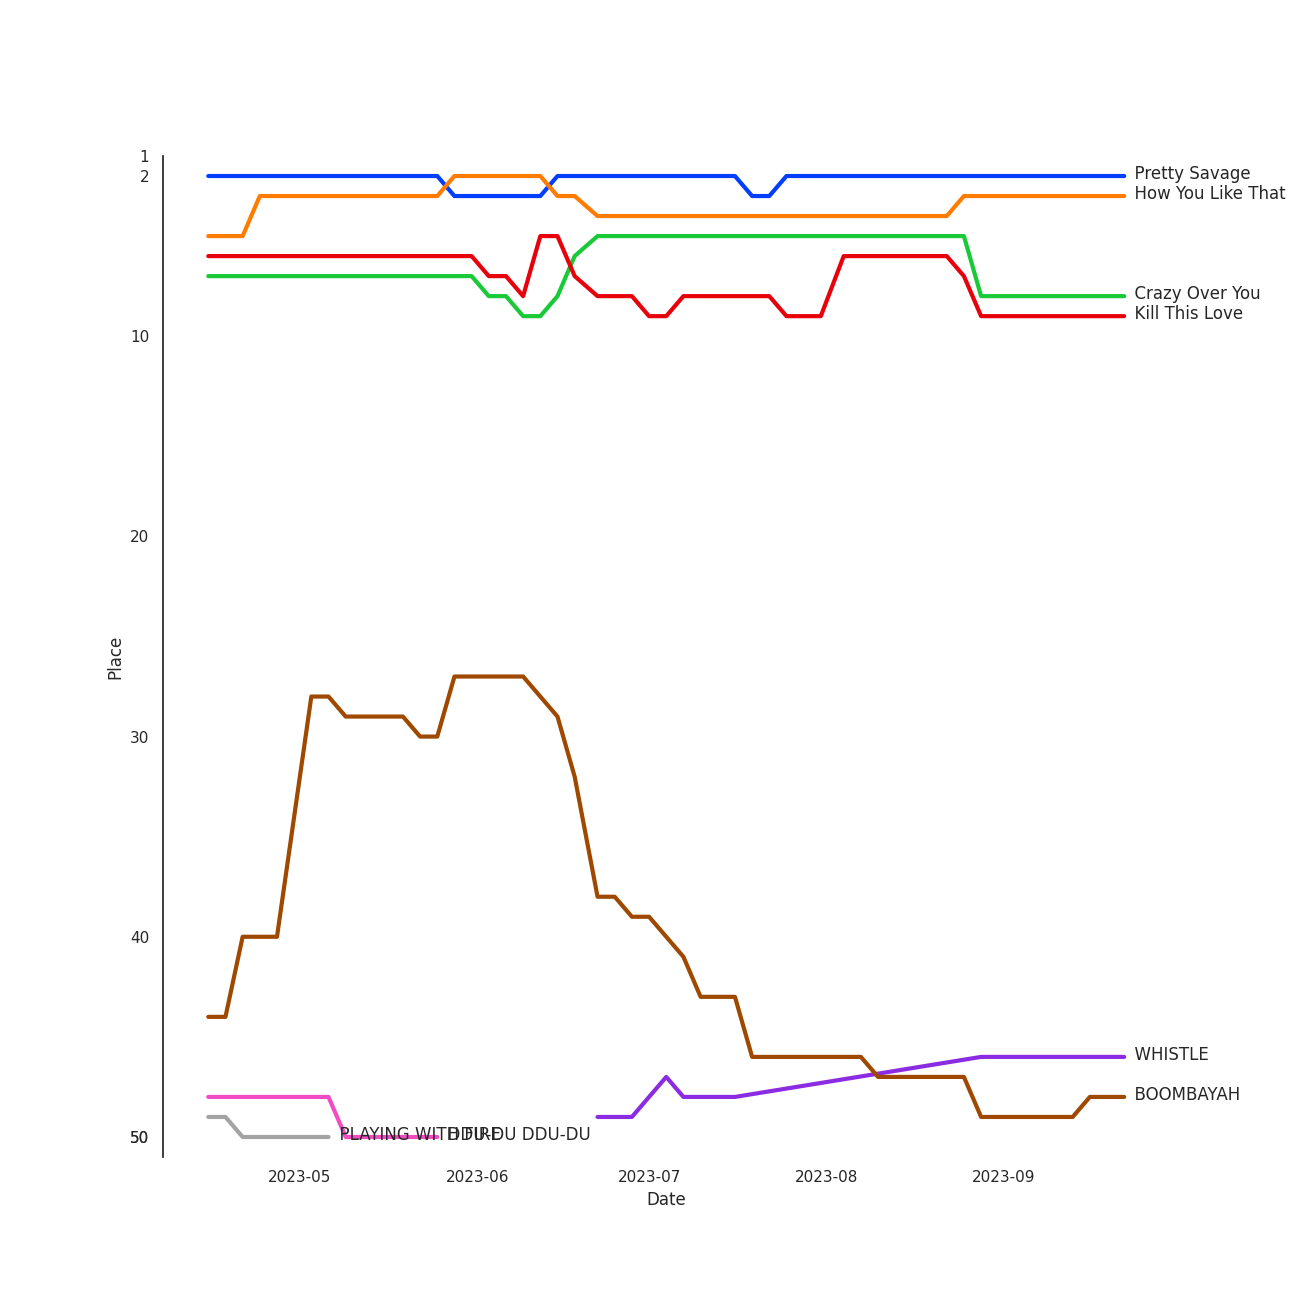 1
2
Pretty Savage
How You Like That
Crazy Over You
Kill This Love
10
20
Place
30
40
WHISTLE
BOOMBAYAH
50
PLAYING WITH FIRE
DDU-DU DDU-DU
2023-05
2023-06
2023-07
2023-08
2023-09
Date